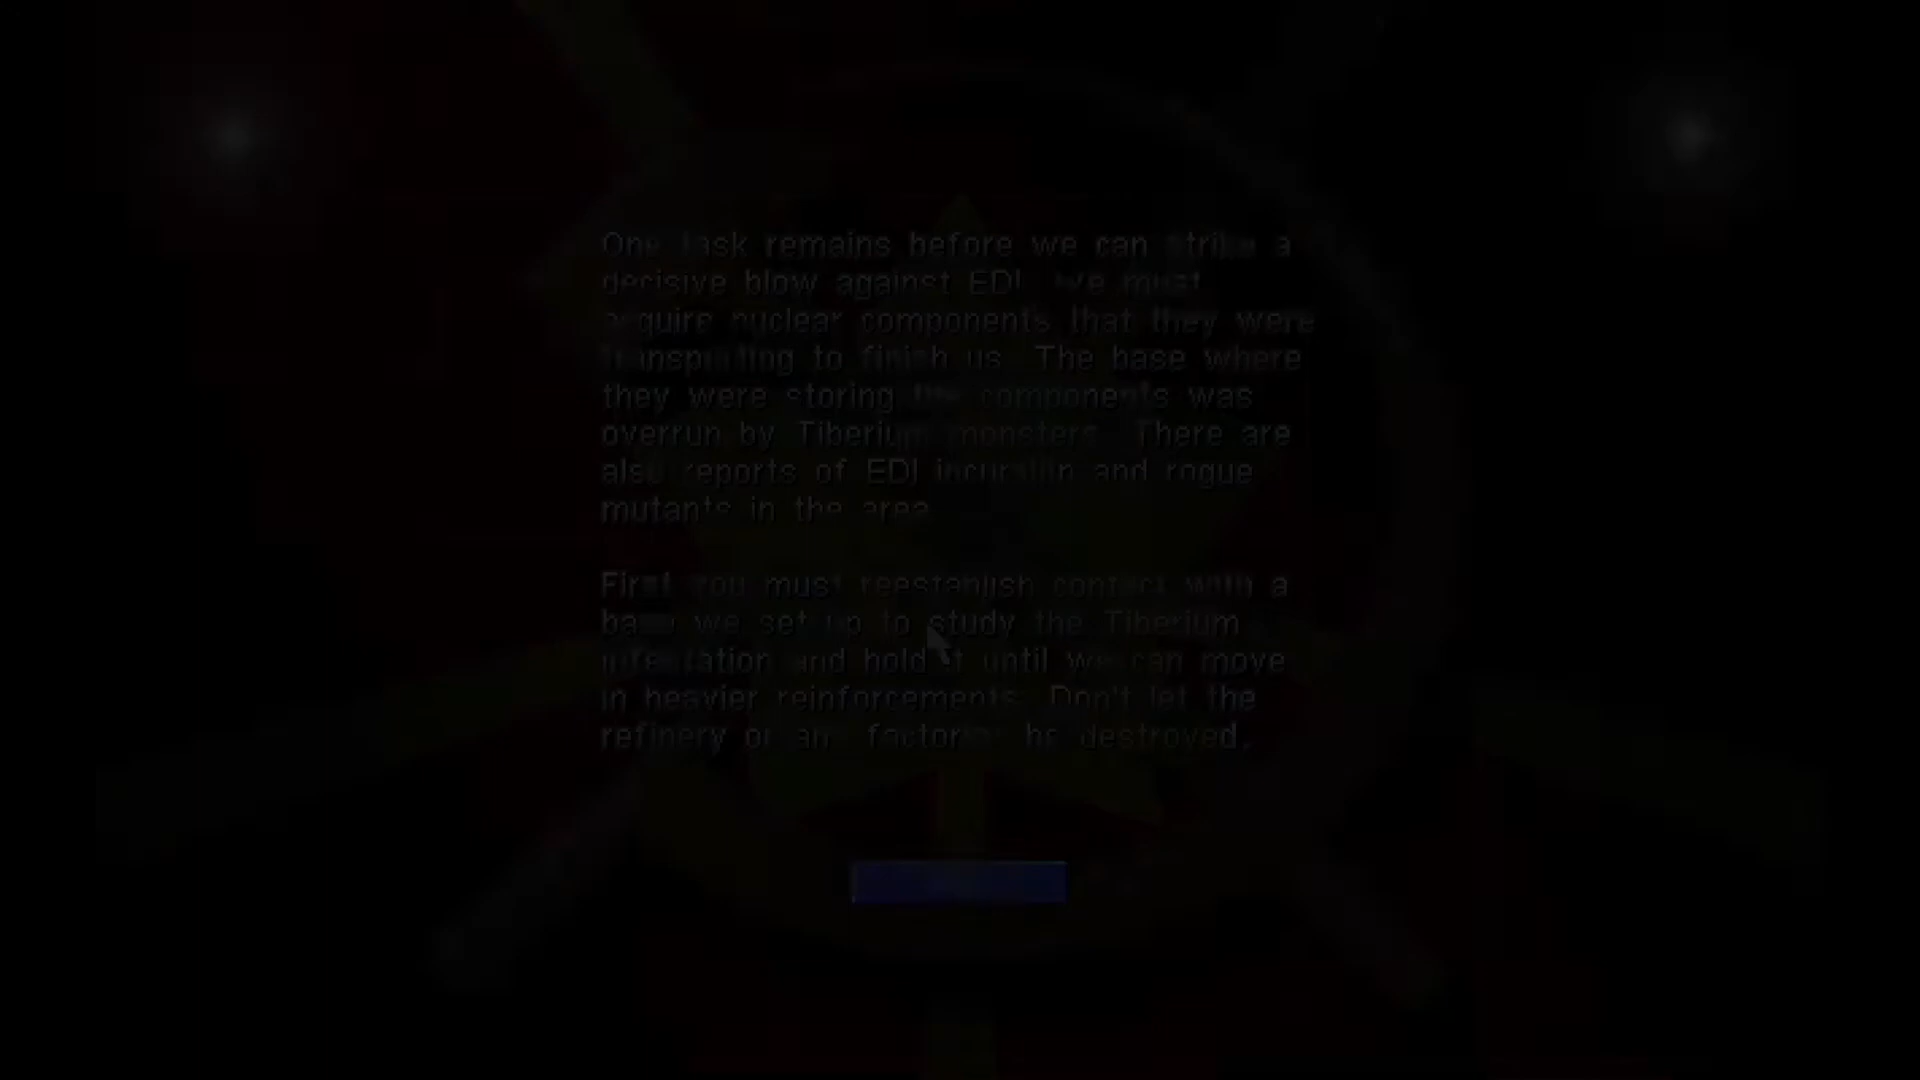 One task remains before we can strike a
decisive blow against EDI. We must
acquire nuclear components that they were
transporting to finish us. The base where
they were storing the components was
overrun by Tiberium monsters. There are
also reports of EDI incursion and rogue
mutants in the area.
First you must reestablish contact with a
base we set up to study the Tiberium
infestation and hold it until we can move
in heavier reinforcements. Don't let the
refinery or any factory be destroyed.